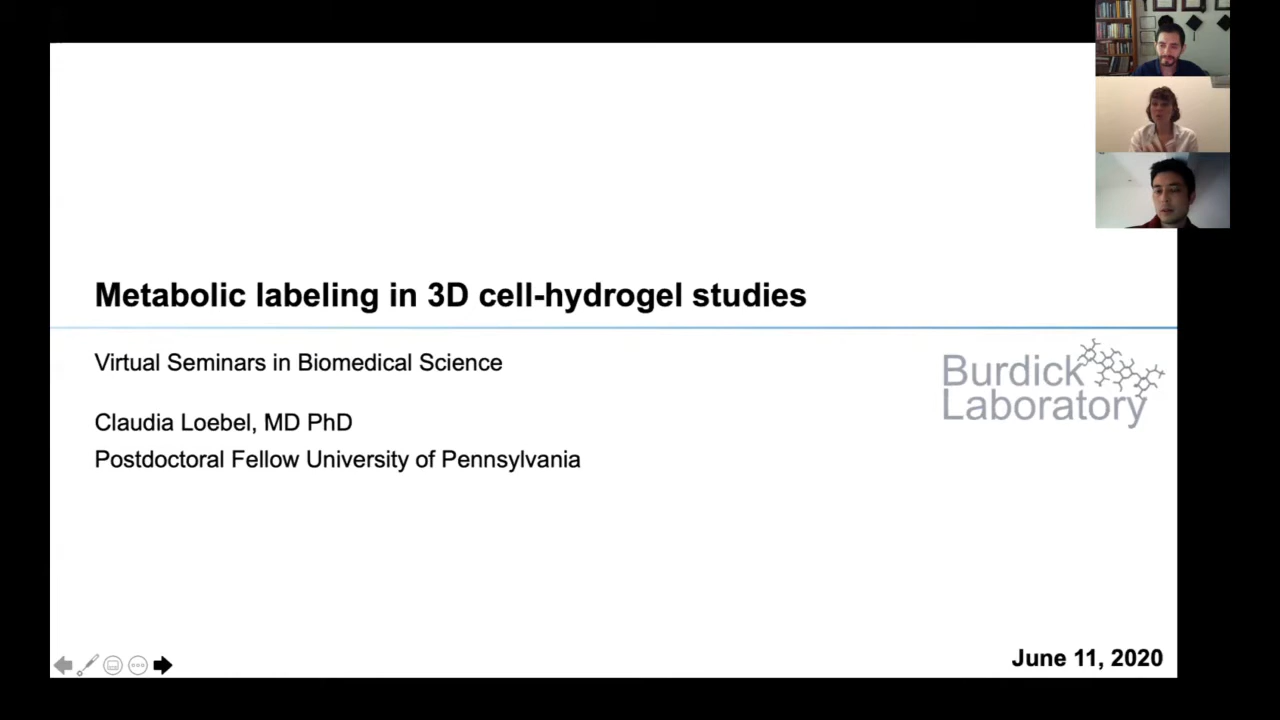 Metabolic labeling in 3D cell-hydrogel studies
Virtual Seminars in Biomedical Science
Burdick
Laboratory
Claudia Loebel, MD PhD
Postdoctoral Fellow University of Pennsylvania
June 11, 2020